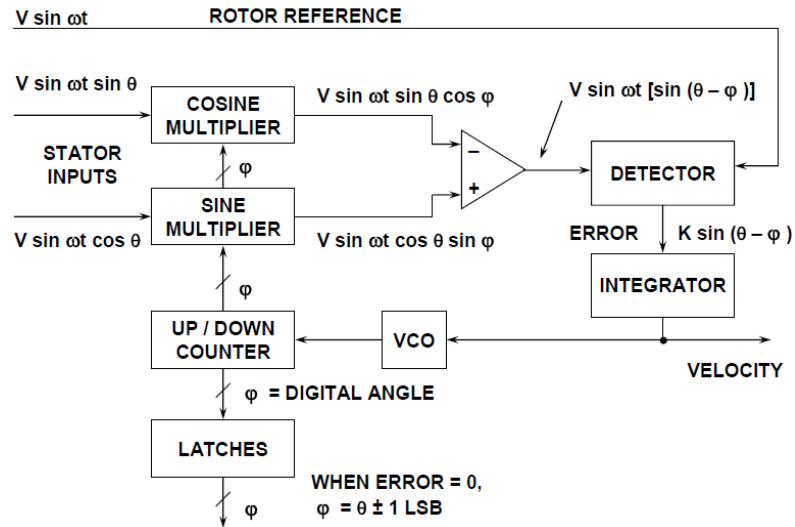 V sin ωt
ROTOR REFERENCE
V sin ωt sin θ
COSINE
MULTIPLIER
V sin ωt sin θ cos φ
V sin ωt [sin (θ – φ )]
STATOR
INPUTS
φ
–
+
DETECTOR
SINE
MULTIPLIER
V sin ωt cos θ
V sin ωt cos θ sin φ
ERROR
K sin (θ – φ )
φ
INTEGRATOR
UP / DOWN
COUNTER
VCO
VELOCITY
φ = DIGITAL ANGLE
LATCHES
φ
WHEN ERROR = 0,
φ = θ ± 1 LSB